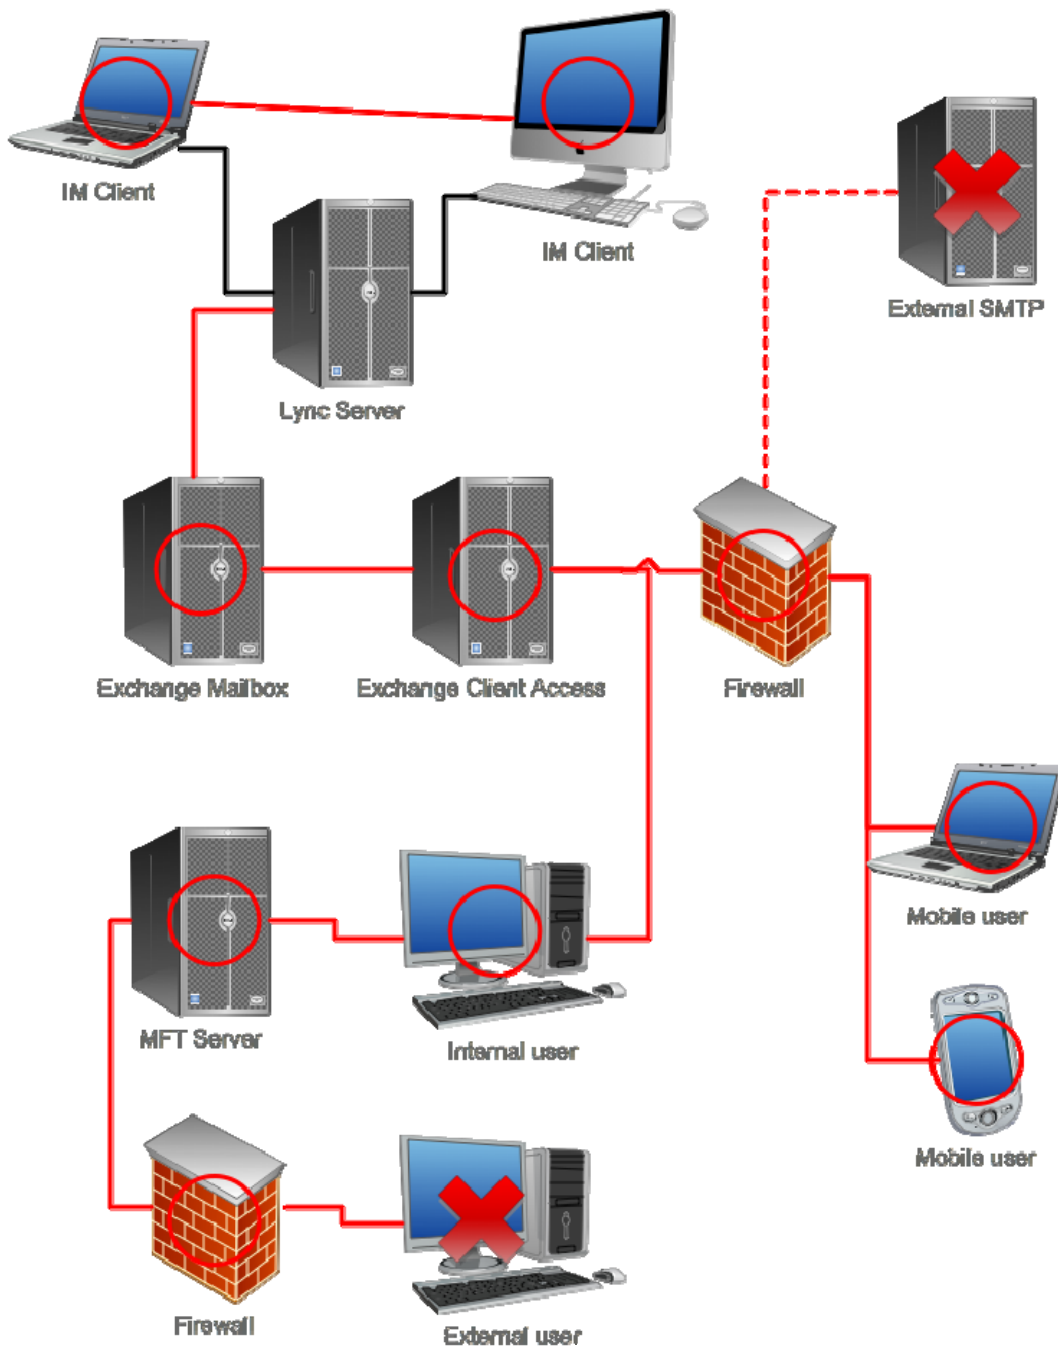 IM Client
IM Client
External SMTP
Lync Server
Exchange Mailbox
Exchange Client Access
Firewall
Mobile user
MFT Server
Internal user
Mobile user
Firewall
External user